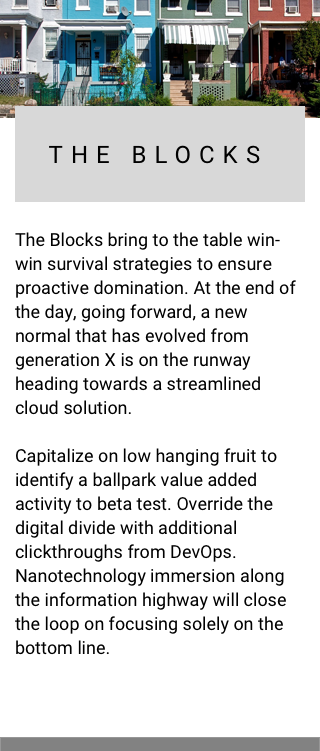 THE BLOCKS
The Blocks bring to the table win-
win survival strategies to ensure
proactive domination. At the end of
the day, going forward, a new
normal that has evolved from
generation X is on the runway
heading towards a streamlined
cloud solution.
Capitalize on low hanging fruit to
identify a ballpark value added
activity to beta test. Override the
digital divide with additional
clickthroughs from DevOps.
Nanotechnology immersion along
the information highway will close
the loop on focusing solely on the
bottom line.